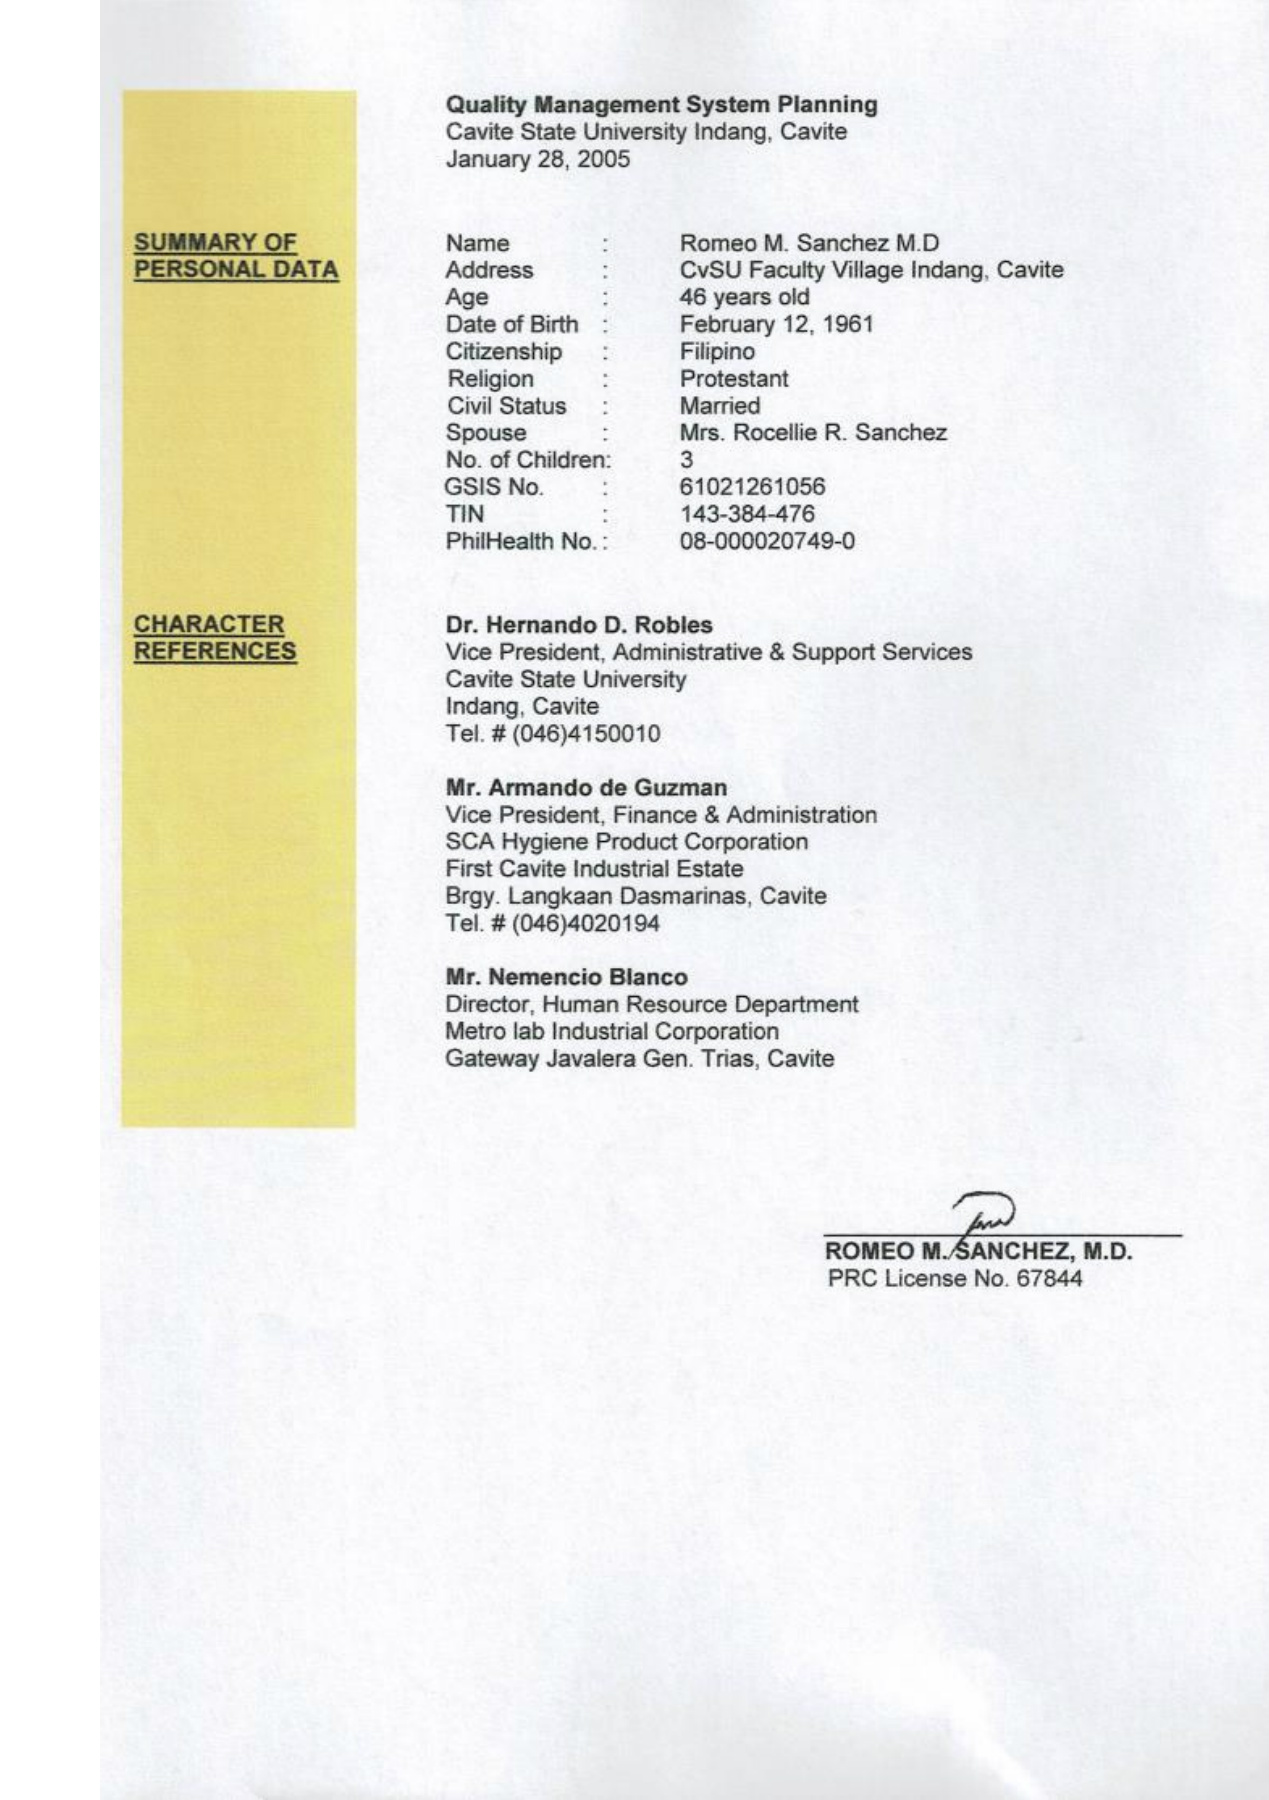 Quality Management System Planning
Cavite State University Indang, Cavite
January 28, 2005
SUMMARY OF
PERSONAL DATA
Name : Romeo M. Sanchez M.D
Address : CvSU Faculty Village Indang, Cavite
Age : 46 years old
Date of Birth : February 12, 1961
Citizenship : Filipino
Religion : Protestant
Civil Status : Married
Spouse : Mrs. Rocellie R. Sanchez
No. of Children: 3
GSIS No. : 61021261056
TIN : 143-384-476
PhilHealth No. : 08-000020749-0
CHARACTER
REFERENCES
Dr. Hernando D. Robles
Vice President, Administrative & Support Services
Cavite State University
Indang, Cavite
Tel. # (046)4150010
Mr. Armando de Guzman
Vice President, Finance & Administration
SCA Hygiene Product Corporation
First Cavite Industrial Estate
Brgy. Langkaan Dasmarinas, Cavite
Tel. # (046)4020194
Mr. Nemencio Blanco
Director, Human Resource Department
Metro lab Industrial Corporation
Gateway Javalera Gen. Trias, Cavite
ROMEO M. SANCHEZ, M.D.
PRC License No. 67844